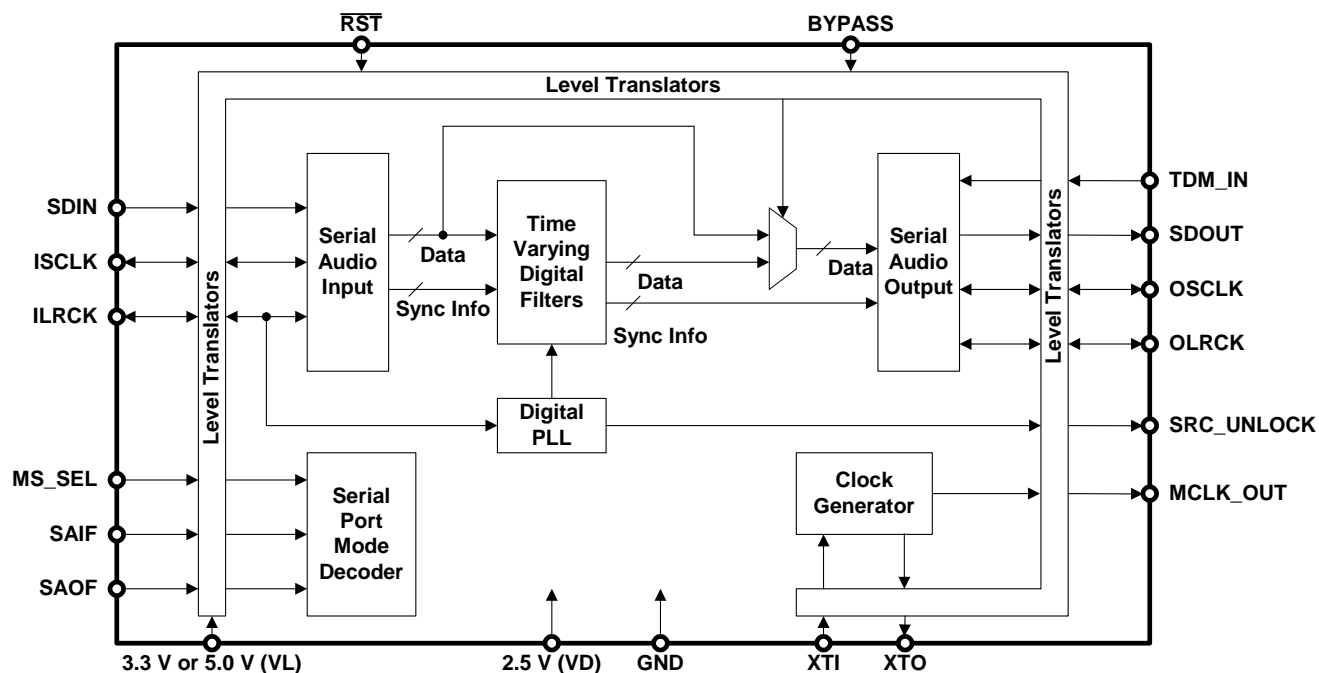 RST
BYPASS
Level Translators
SDIN
ISCLK
ILRCK
MS_SEL
SAIF
SAOF
Level Translators
Serial
Audio
Input
Data
Sync Info
Time
Varying
Digital
Filters
Data
Sync Info
Data
Serial
Audio
Output
Level Translators
TDM_IN
SDOUT
OSCLK
OLRCK
SRC_UNLOCK
MCLK_OUT
Digital
PLL
Serial
Port
Mode
Decoder
Clock
Generator
3.3 V or 5.0 V (VL)
2.5 V (VD)
GND
XTI
XTO